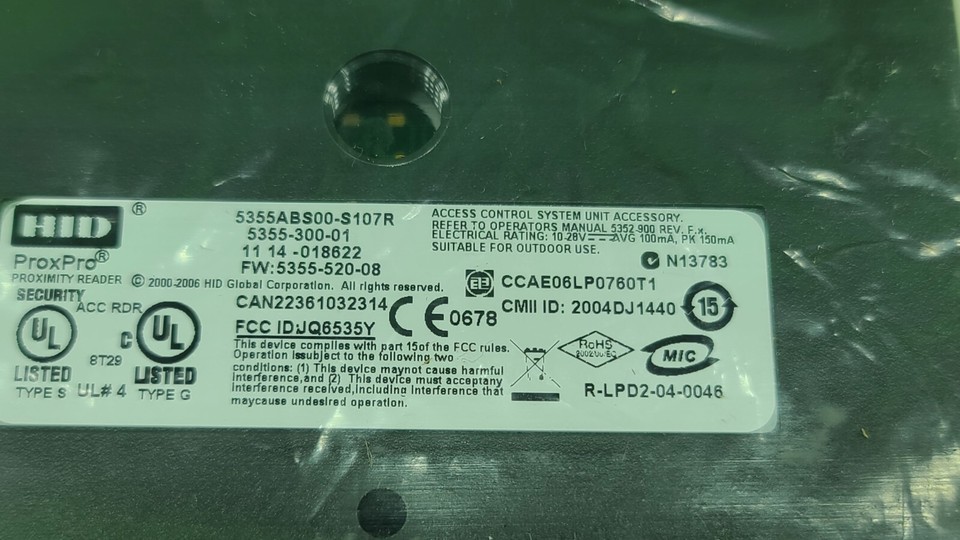 HID ®
ProxPro®
PROXIMITY READER
© 2000-2006 HID Global Corporation. All rights reserved.
5355ABS00-S107R
5355-300-01
11 14 -018622
FW:5355-520-08
ACCESS CONTROL SYSTEM UNIT ACCESSORY.
REFER TO OPERATORS MANUAL 5352-900 REV. F.x.
ELECTRICAL RATING: 10-28V AVG 100mA, PK 150mA
SUITABLE FOR OUTDOOR USE.
N13783
SECURITY
ACC RDR
UL
C UL
8T29
LISTED
LISTED
TYPE S
UL# 4
TYPE G
CAN22361032314
FCC ID:JQ6535Y
CE0678
CCAE06LP0760T1
CMII ID: 2004DJ1440
15
This device complies with part 15of the FCC rules.
Operation issubject to the following two
conditions: (1) This device maynot cause harmful
interference,and (2) This device must acceptany
interference received,including interference that
maycause undesired operation.
RoHS
2002/95/EC
MIC
R-LPD2-04-0046